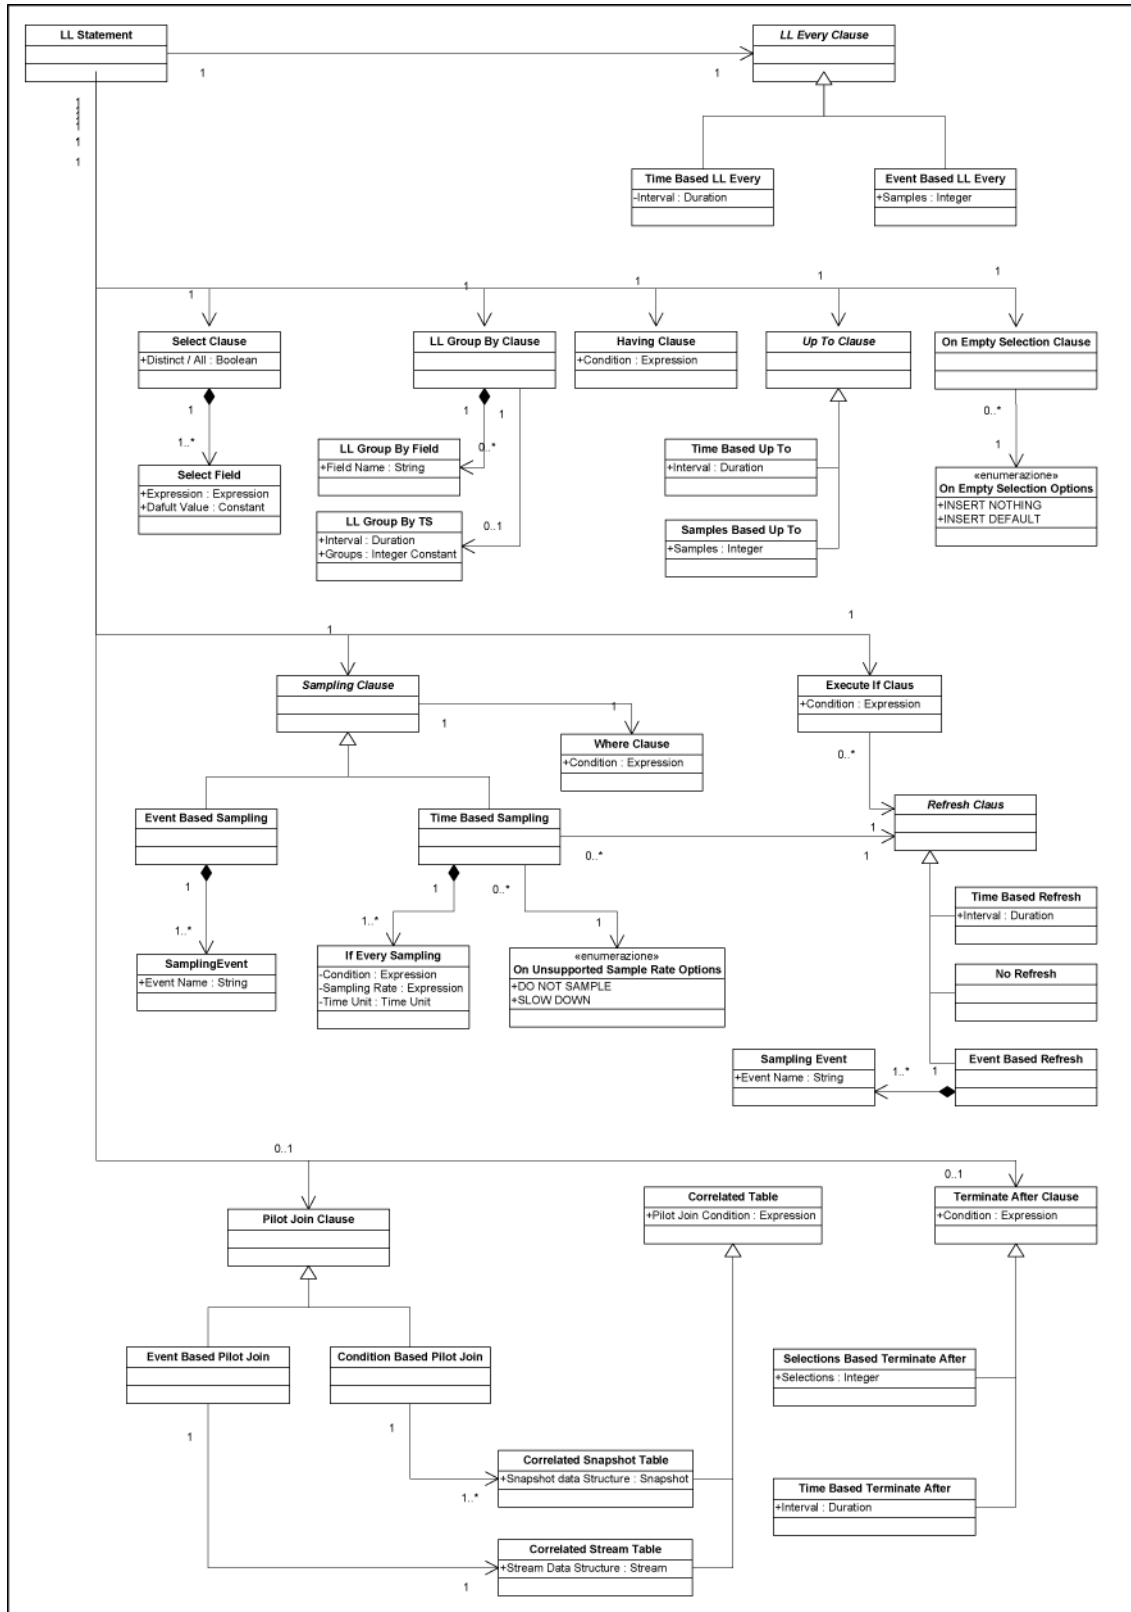 LL Statement
LL Every Clause
1
1
1
1
1
1
1
1
1
Time Based LL Every
-Interval : Duration
Event Based LL Every
+Samples : Integer
1
1
1
1
1
Select Clause
+Distinct / All : Boolean
LL Group By Clause
Having Clause
+Condition : Expression
Up To Clause
On Empty Selection Clause
1
1
1
0..*
1..*
0..*
1
LL Group By Field
+Field Name : String
Time Based Up To
+Interval : Duration
Select Field
+Expression : Expression
+Dafult Value : Constant
«enumerazione»
On Empty Selection Options
+INSERT NOTHING
+INSERT DEFAULT
LL Group By TS
+Interval : Duration
+Groups : Integer Constant
0..1
Samples Based Up To
+Samples : Integer
1
1
Sampling Clause
Execute If Claus
+Condition : Expression
1
1
Where Clause
+Condition : Expression
0..*
Event Based Sampling
Time Based Sampling
Refresh Claus
0..*
1
1
1
1
0..*
Time Based Refresh
+Interval : Duration
1..*
1..*
1
SamplingEvent
+Event Name : String
If Every Sampling
-Condition : Expression
-Sampling Rate : Expression
-Time Unit : Time Unit
«enumerazione»
On Unsupported Sample Rate Options
+DO NOT SAMPLE
+SLOW DOWN
No Refresh
Sampling Event
+Event Name : String
1..*
1
Event Based Refresh
0..1
0..1
Pilot Join Clause
Correlated Table
+Pilot Join Condition : Expression
Terminate After Clause
+Condition : Expression
Event Based Pilot Join
Condition Based Pilot Join
Selections Based Terminate After
+Selections : Integer
1
1
Correlated Snapshot Table
+Snapshot data Structure : Snapshot
1..*
Time Based Terminate After
+Interval : Duration
Correlated Stream Table
+Stream Data Structure : Stream
1